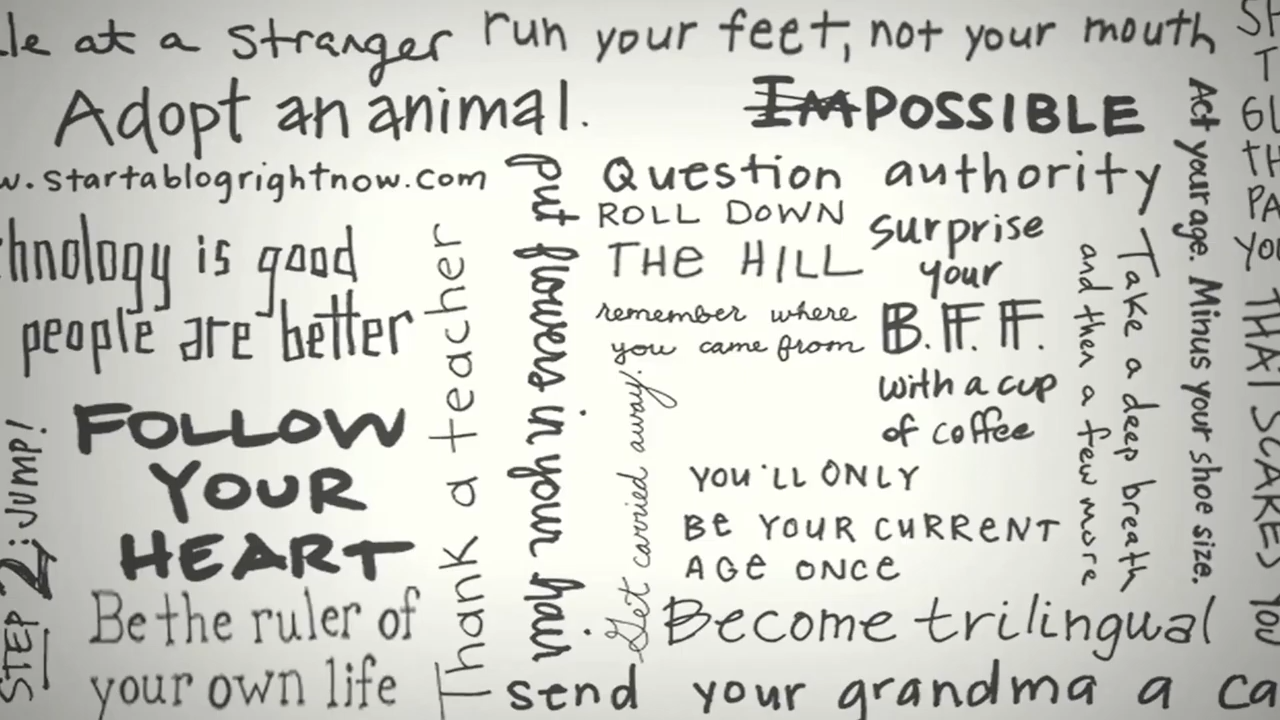 at a stranger
run your feet, not your mouth
Adopt an animal.
IMPOSSIBLE
w.startablogrightnow.com
Question authority
ROLL DOWN
THE HILL
surprise
your
B.F.F.
with a cup
of coffee
is good
people are better
remember where
you came from
Get carried away.
put flowers in your hair
Thank a teacher
Take a deep breath
and then a few more
Act your age. Minus your shoe size.
FOLLOW
YOUR
HEART
YOU'LL ONLY
BE YOUR CURRENT
AGE ONCE
STEP 2: JUMP!
Be the ruler of
your own life
Become trilingual
send your grandma a
THAT SCARES YOU